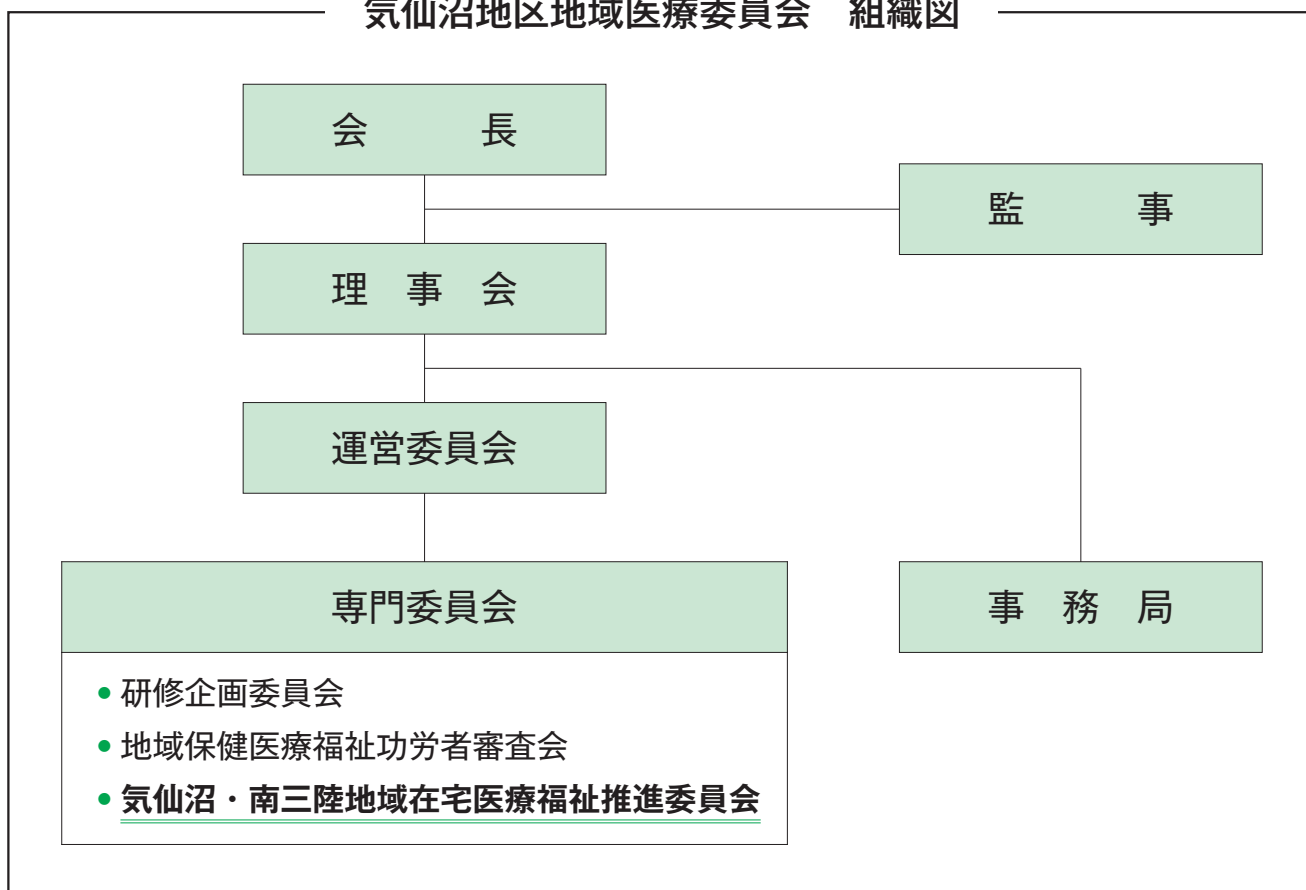 気仙沼地区地域医療委員会　組織図
会　　　長
監　　　事
理　事　会
運営委員会
専門委員会
事　務　局
• 研修企画委員会
• 地域保健医療福祉功労者審査会
• 気仙沼・南三陸地域在宅医療福祉推進委員会